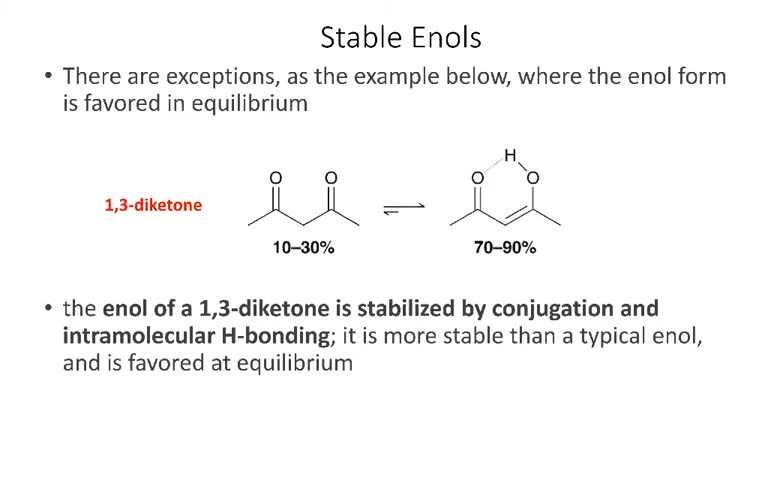 Stable Enols
• There are exceptions, as the example below, where the enol form
is favored in equilibrium
H
O O O O
1,3-diketone
10–30% 70–90%
• the enol of a 1,3-diketone is stabilized by conjugation and
intramolecular H-bonding; it is more stable than a typical enol,
and is favored at equilibrium